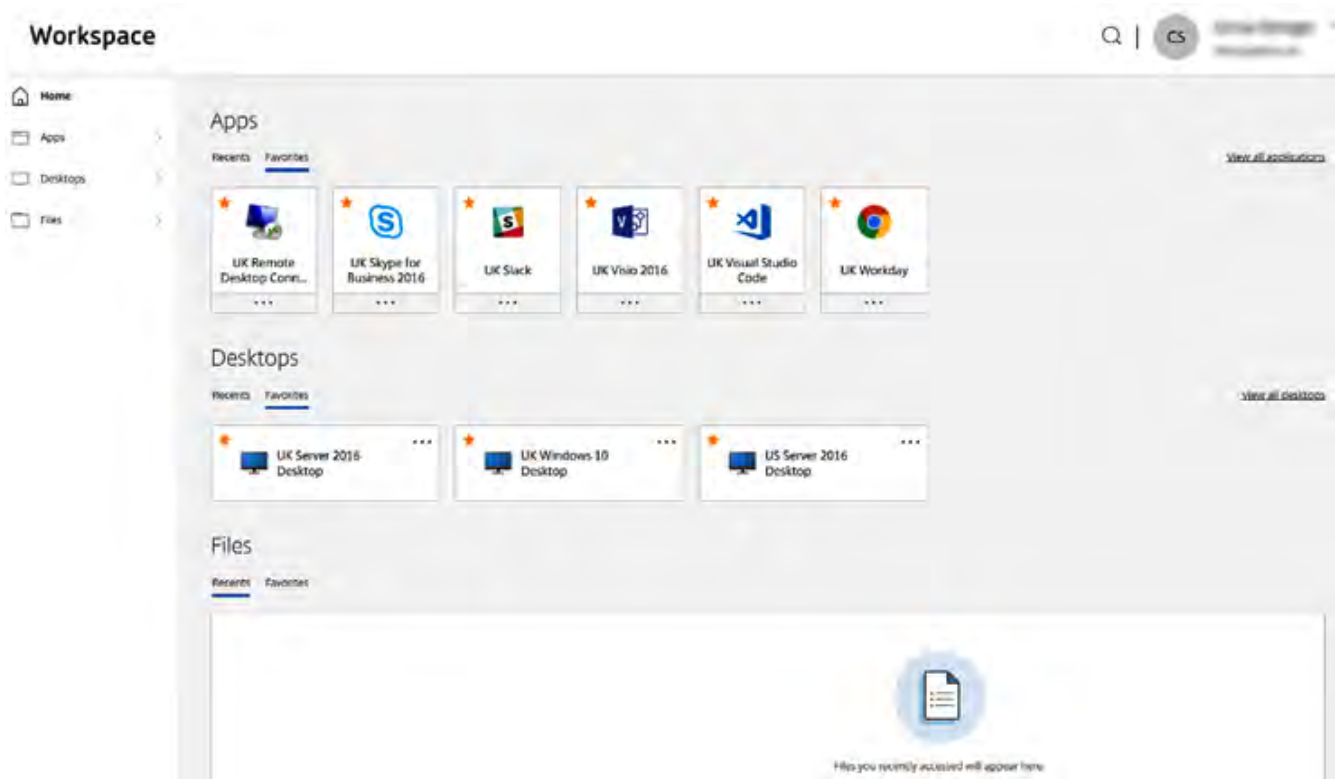 Workspace
CS
Home
Apps
Desktops
Files
Apps
Recents Favorites
View all applications
UK Remote
Desktop Conn...
UK Skype for
Business 2016
S
UK Slack
V
UK Visio 2016
UK Visual Studio
Code
UK Workday
Desktops
Recents Favorites
View all desktops
UK Server 2016
Desktop
UK Windows 10
Desktop
US Server 2016
Desktop
Files
Recents Favorites
Files you recently accessed will appear here